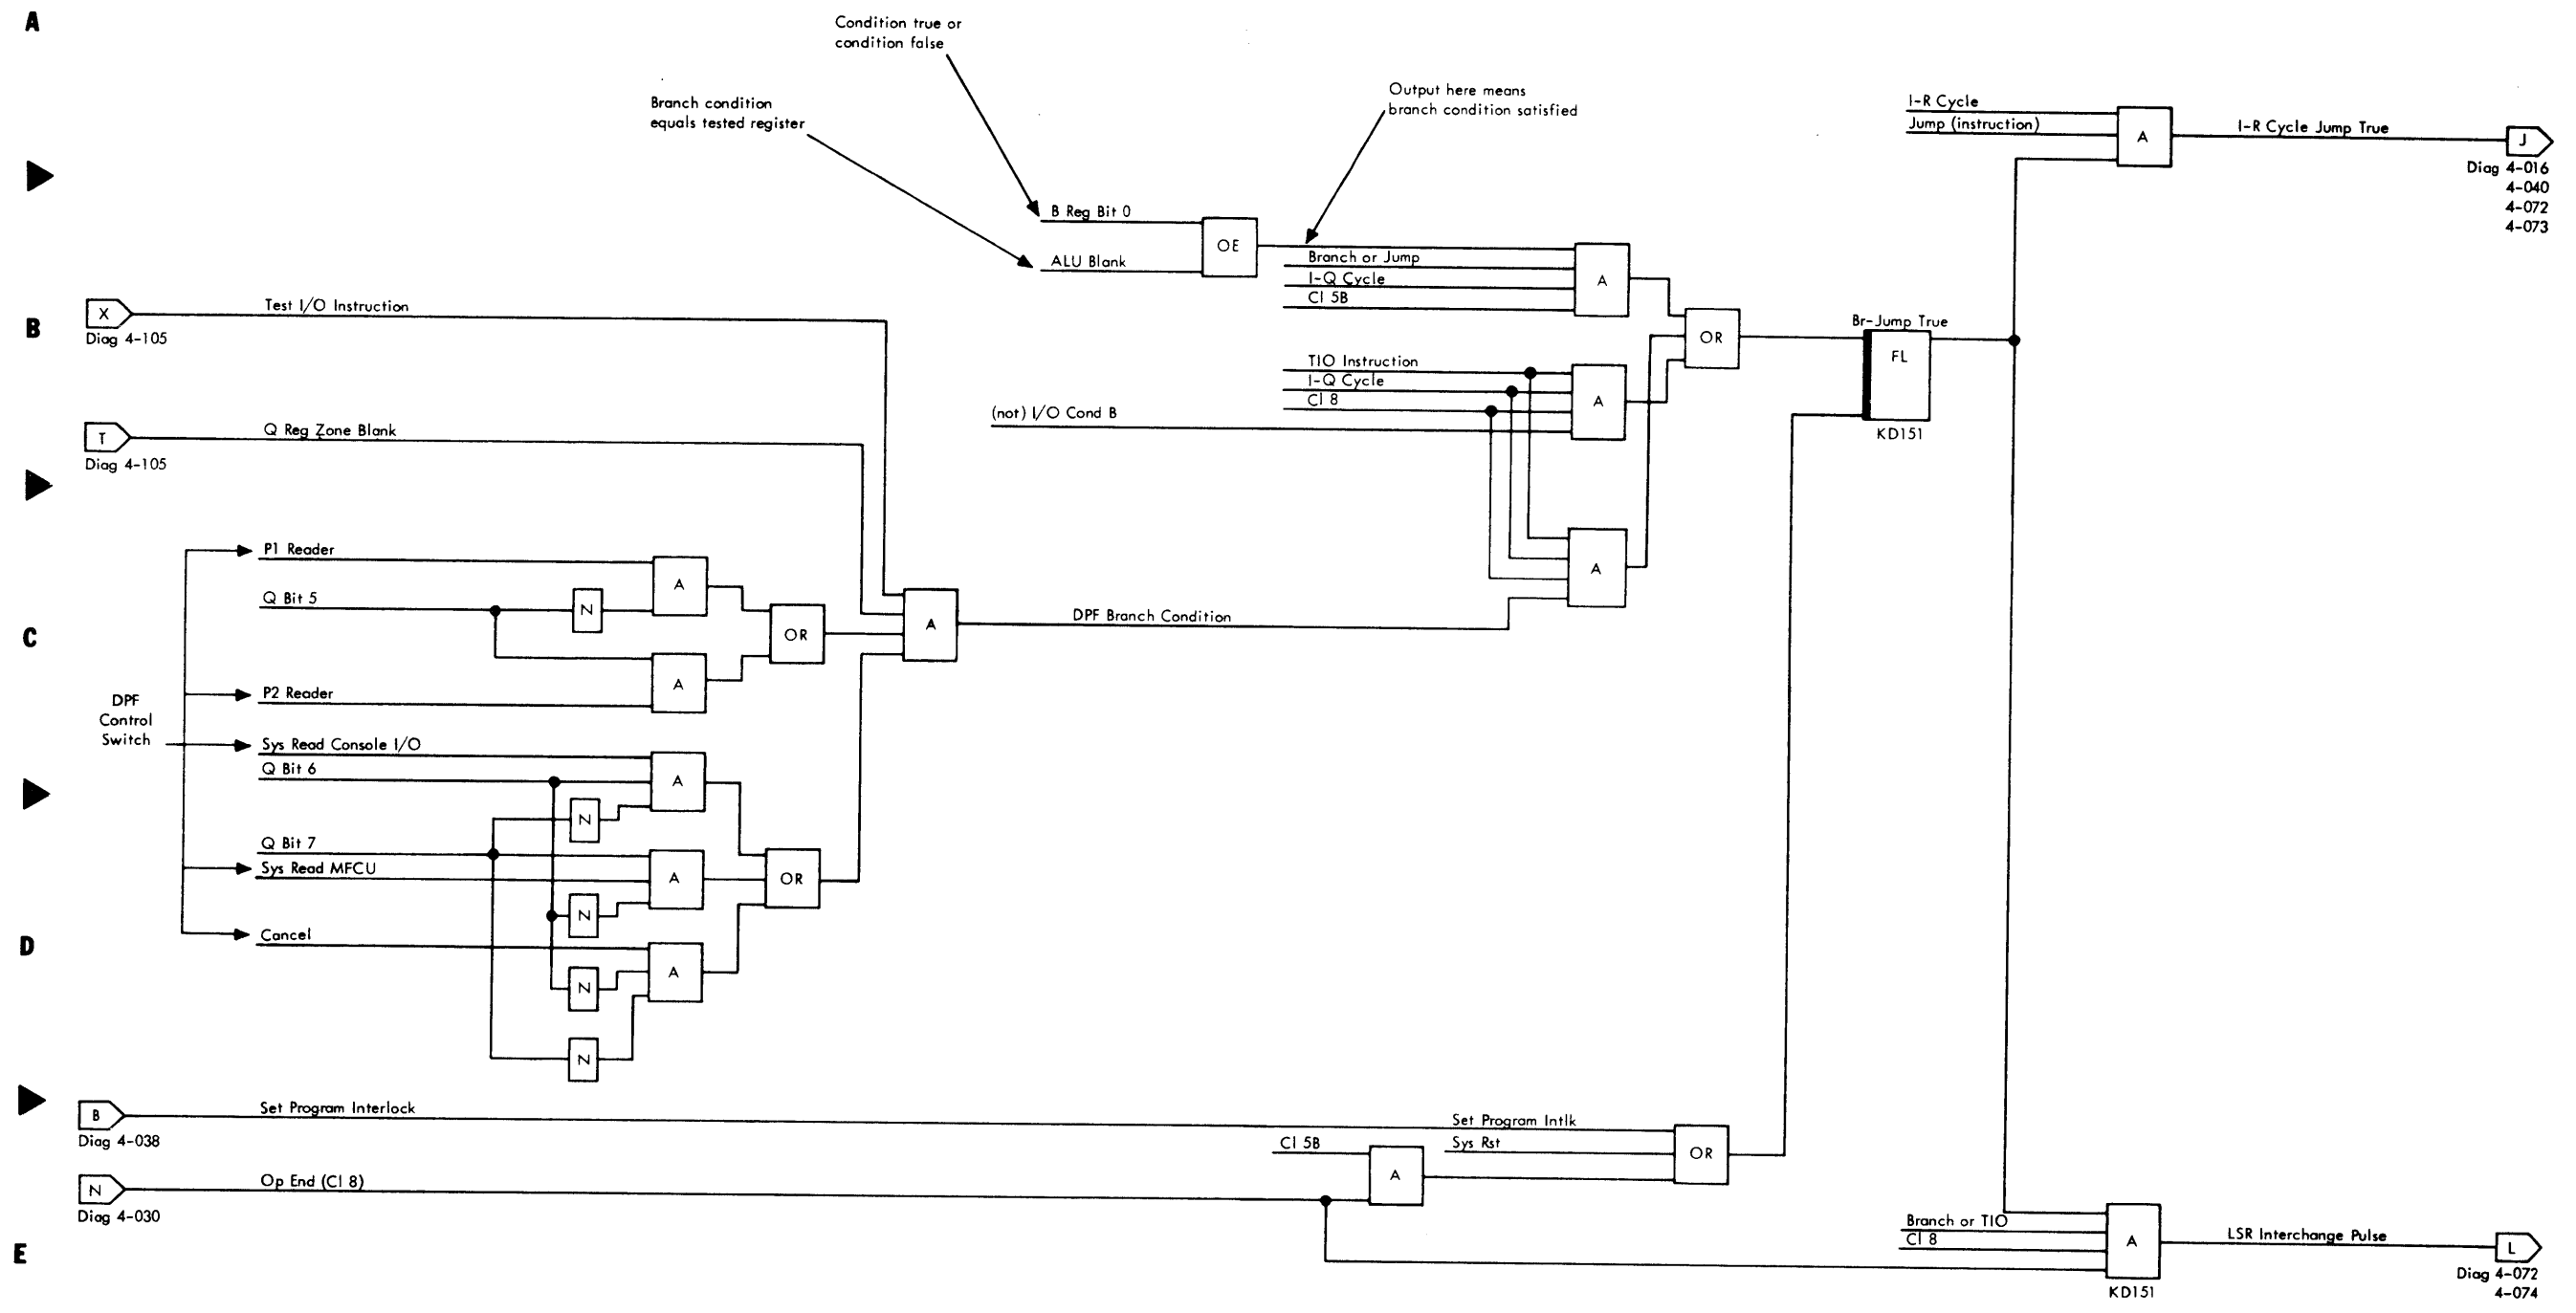 A
Condition true or
condition false
Branch condition
equals tested register
Output here means
branch condition satisfied
I-R Cycle
Jump (instruction)
A
I-R Cycle Jump True
J
Diag 4-016
4-040
4-072
4-073
B Reg Bit 0
OE
ALU Blank
Branch or Jump
I-Q Cycle
Cl 5B
A
B
X
Test I/O Instruction
Diag 4-105
OR
Br-Jump True
FL
KD151
TIO Instruction
I-Q Cycle
Cl 8
(not) I/O Cond B
A
T
Q Reg Zone Blank
Diag 4-105
P1 Reader
A
Q Bit 5
N
A
C
OR
A
DPF Branch Condition
P2 Reader
A
DPF
Control
Switch
Sys Read Console I/O
Q Bit 6
A
N
Q Bit 7
Sys Read MFCU
A
OR
N
D
Cancel
A
N
N
B
Set Program Interlock
Diag 4-038
Set Program Intlk
Cl 5B
Sys Rst
A
OR
N
Op End (Cl 8)
Diag 4-030
E
Branch or TIO
Cl 8
A
KD151
LSR Interchange Pulse
L
Diag 4-072
4-074